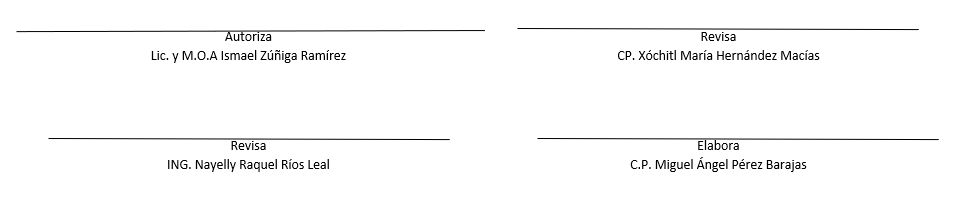 Autoriza
Lic. y M.O.A Ismael Zúñiga Ramírez
Revisa
CP. Xóchitl María Hernández Macías
Revisa
ING. Nayelly Raquel Ríos Leal
Elabora
C.P. Miguel Ángel Pérez Barajas